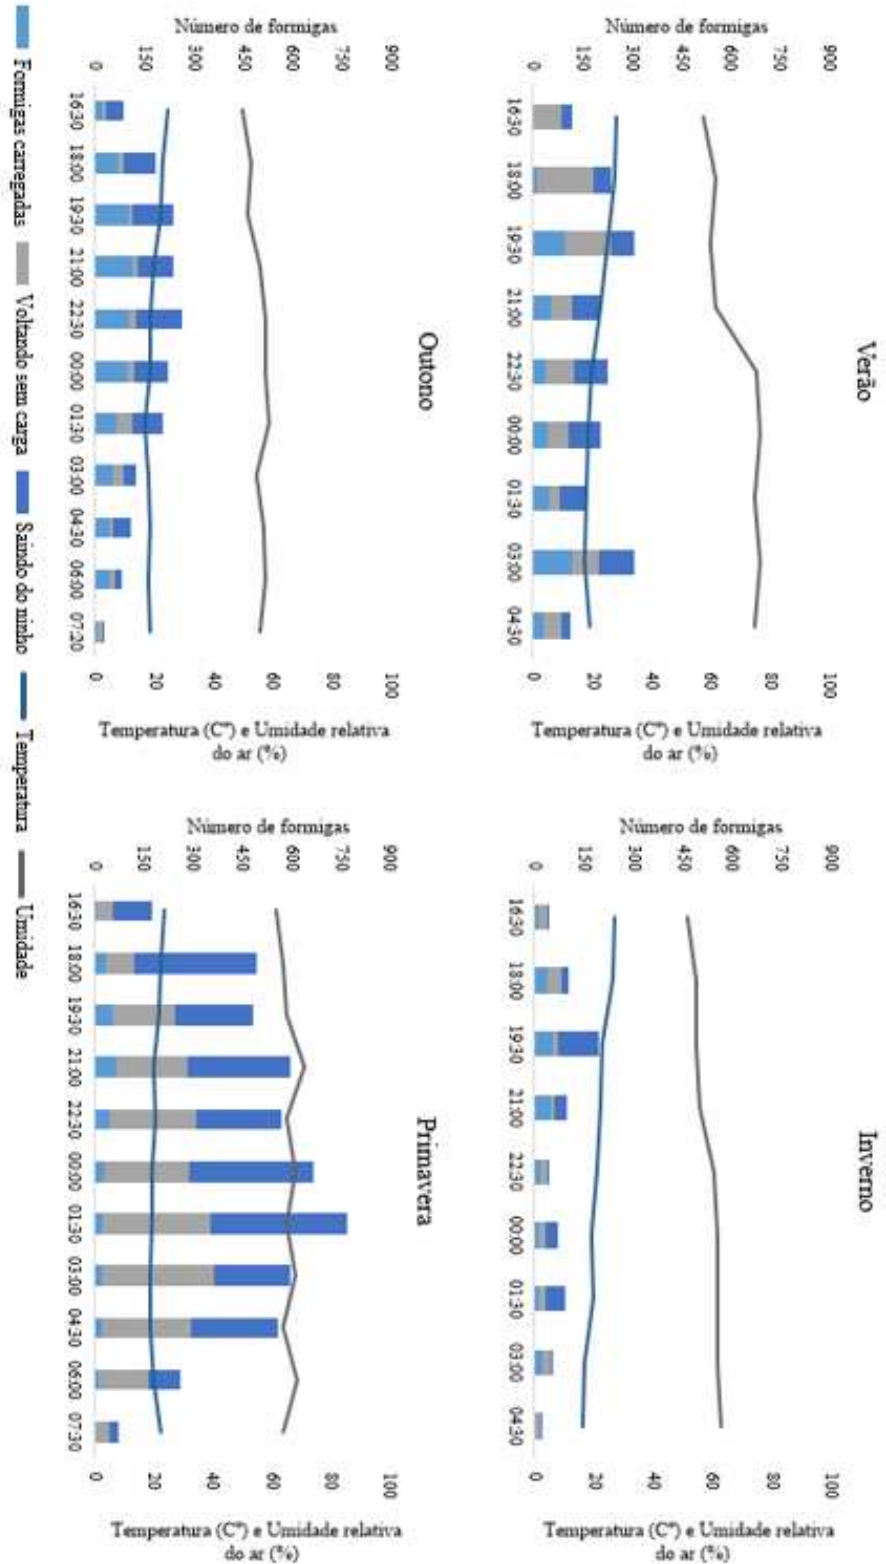 Verão
Número de formigas
900
750
600
450
300
150
0
16:30 18:00 19:30 21:00 22:30 00:00 01:30 03:00 04:30
100
80
60
40
20
0
Temperatura (Cº) e Umidade relativa
do ar (%)
Inverno
Número de formigas
900
750
600
450
300
150
0
16:30 18:00 19:30 21:00 22:30 00:00 01:30 03:00 04:30
100
80
60
40
20
0
Temperatura (Cº) e Umidade relativa
do ar (%)
Outono
Número de formigas
900
750
600
450
300
150
0
16:30 18:00 19:30 21:00 22:30 00:00 01:30 03:00 04:30 06:00 07:20
100
80
60
40
20
0
Temperatura (Cº) e Umidade relativa
do ar (%)
Primavera
Número de formigas
900
750
600
450
300
150
0
16:30 18:00 19:30 21:00 22:30 00:00 01:30 03:00 04:30 06:00 07:30
100
80
60
40
20
0
Temperatura (Cº) e Umidade relativa
do ar (%)
Formigas carregadas Voltando sem carga Saindo do ninho Temperatura Umidade